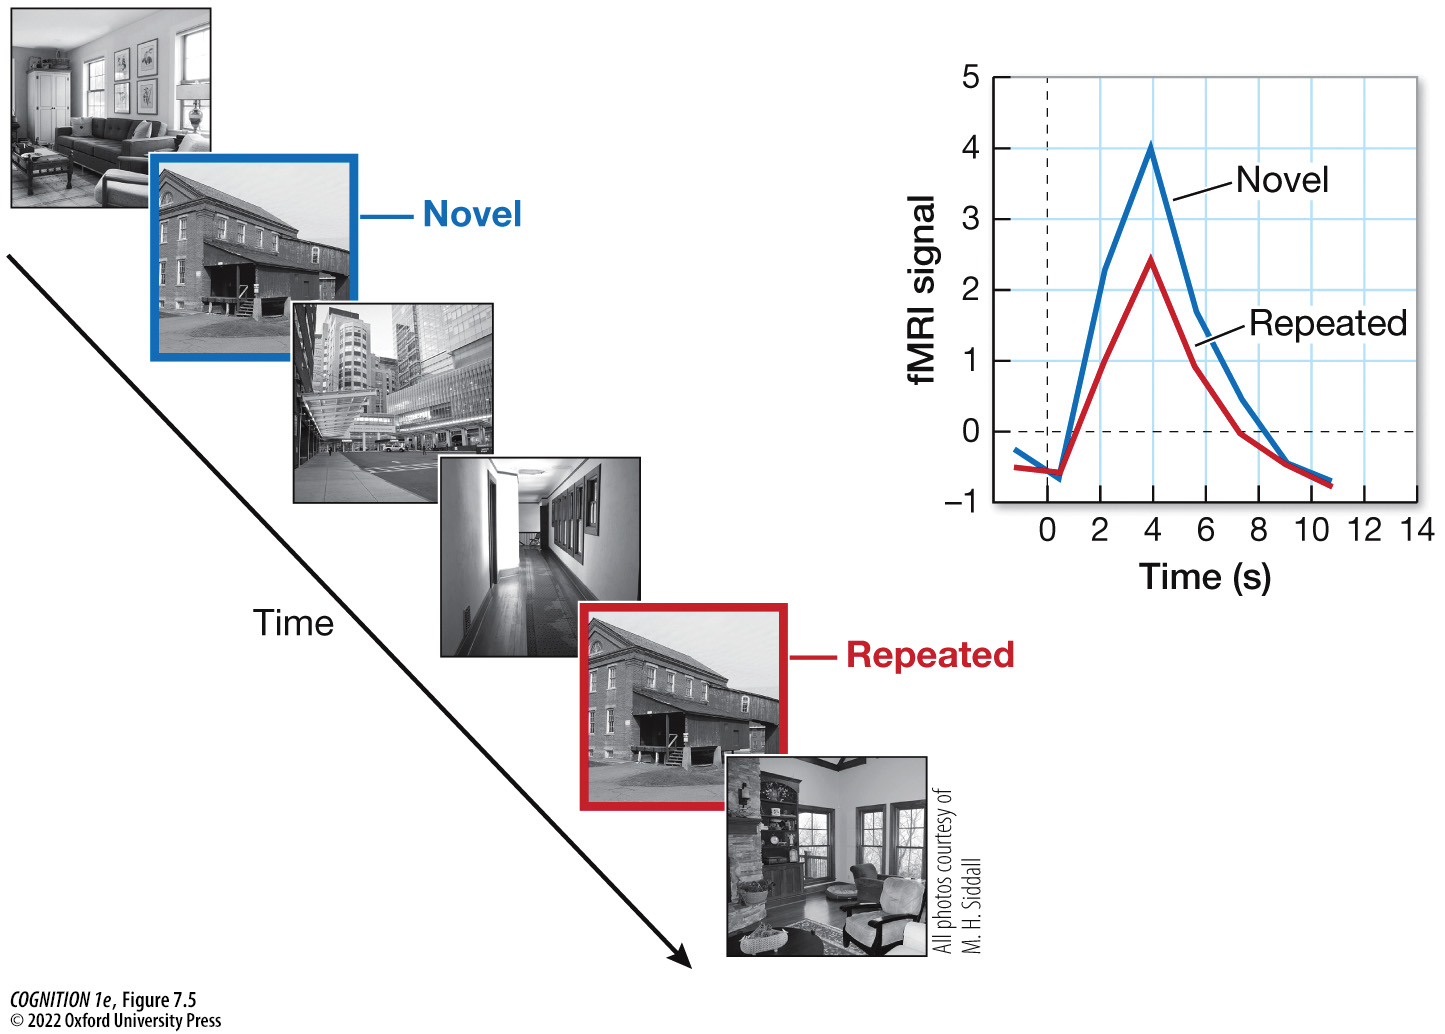 Novel
Time
Repeated
All photos courtesy of
M. H. Siddall
fMRI signal
5
4
3
2
1
0
−1
Novel
Repeated
0 2 4 6 8 10 12 14
Time (s)
COGNITION 1e, Figure 7.5
© 2022 Oxford University Press